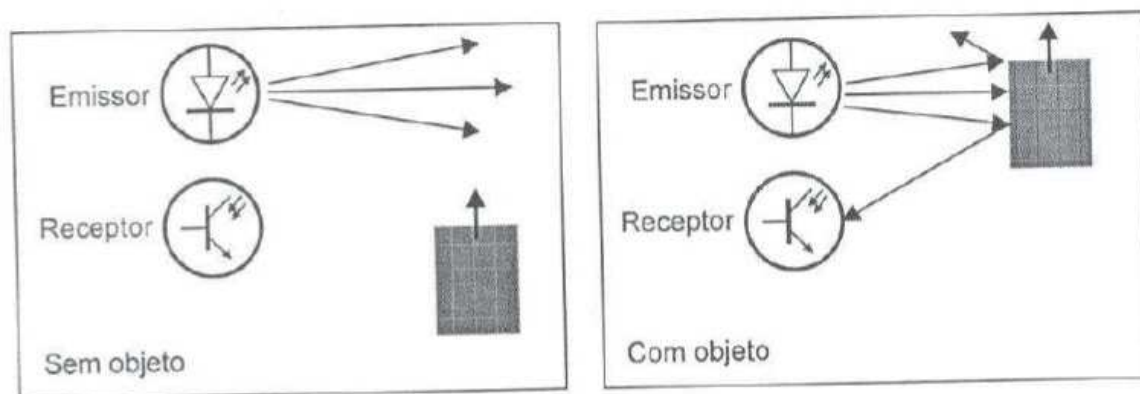 Emissor
Receptor
Sem objeto
Emissor
Receptor
Com objeto